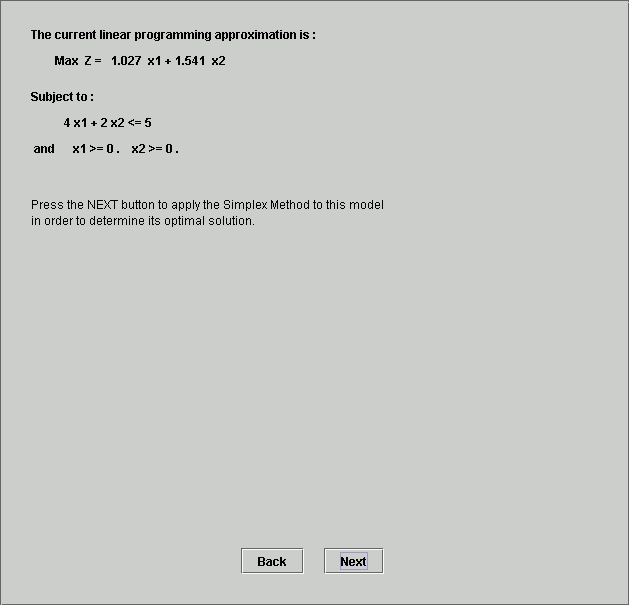 The current linear programming approximation is :
Max Z = 1.027 x1 + 1.541 x2
Subject to :
4 x1 + 2 x2 <= 5
and x1 >= 0 . x2 >= 0 .
Press the NEXT button to apply the Simplex Method to this model
in order to determine its optimal solution.
Back Next